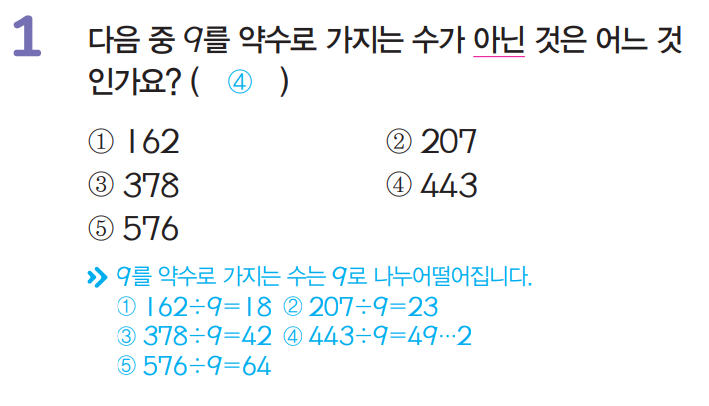 1 다음 중 9를 약수로 가지는 수가 아닌 것은 어느 것
인가요? ( ④ )
① 162 ② 207
③ 378 ④ 443
⑤ 576
» 9를 약수로 가지는 수는 9로 나누어떨어집니다.
① 162÷9=18 ② 207÷9=23
③ 378÷9=42 ④ 443÷9=49…2
⑤ 576÷9=64